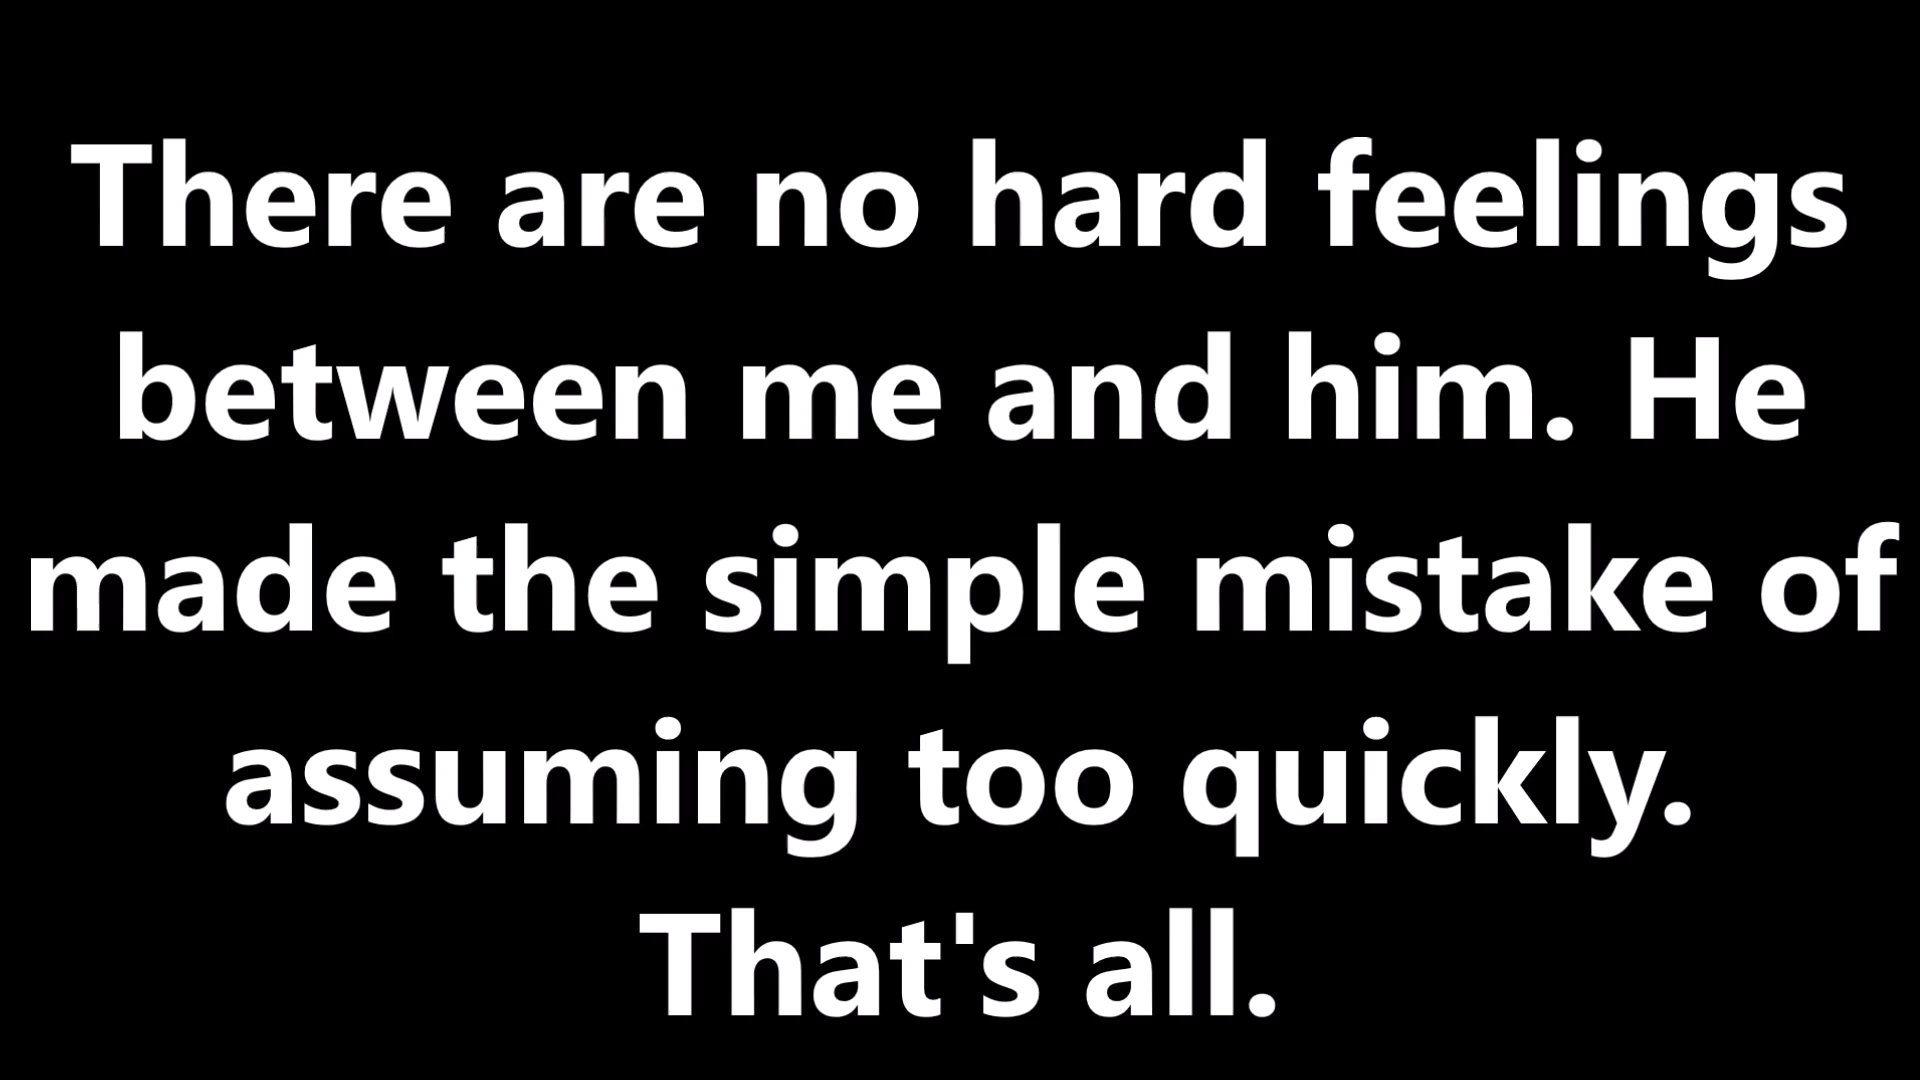 There are no hard feelings
between me and him. He
made the simple mistake of
assuming too quickly.
That's all.